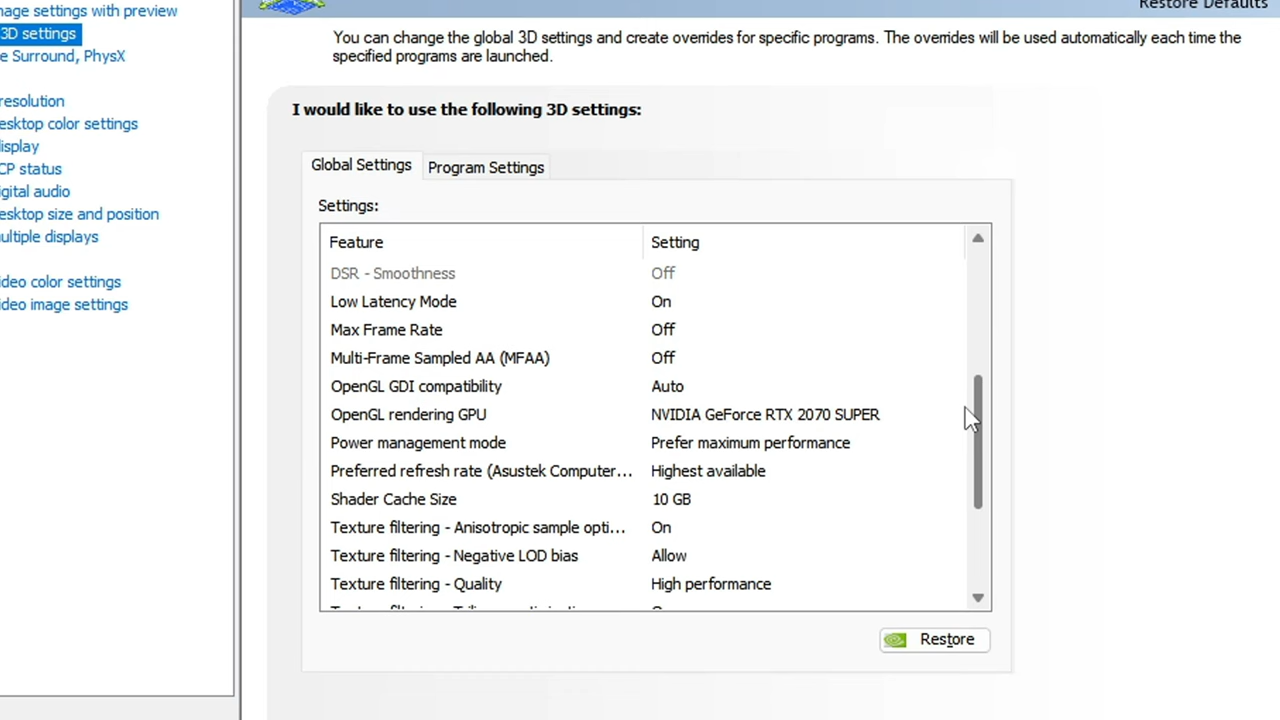 mage settings with preview
3D settings
e Surround, PhysX
resolution
esktop color settings
isplay
CP status
igital audio
esktop size and position
ultiple displays
ideo color settings
ideo image settings
Restore Defaults
You can change the global 3D settings and create overrides for specific programs. The overrides will be used automatically each time the
specified programs are launched.
I would like to use the following 3D settings:
Global Settings Program Settings
Settings:
Feature Setting
DSR - Smoothness Off
Low Latency Mode On
Max Frame Rate Off
Multi-Frame Sampled AA (MFAA) Off
OpenGL GDI compatibility Auto
OpenGL rendering GPU NVIDIA GeForce RTX 2070 SUPER
Power management mode Prefer maximum performance
Preferred refresh rate (Asustek Computer... Highest available
Shader Cache Size 10 GB
Texture filtering - Anisotropic sample opti... On
Texture filtering - Negative LOD bias Allow
Texture filtering - Quality High performance
Restore